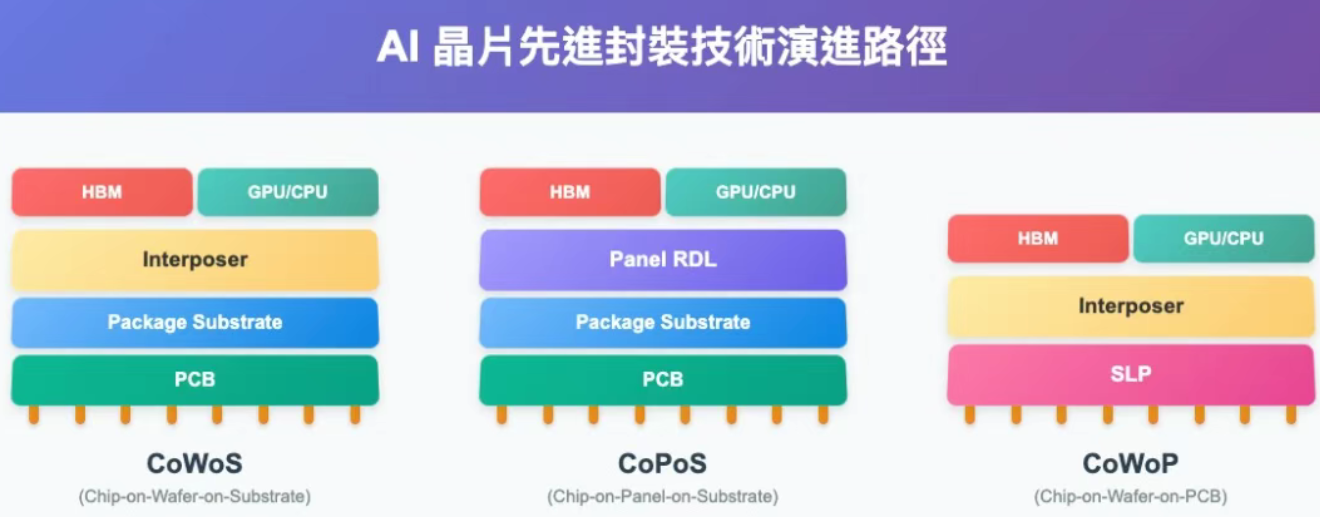 AI 晶片先進封裝技術演進路徑
HBM
GPU/CPU
Interposer
Package Substrate
PCB
CoWoS
(Chip-on-Wafer-on-Substrate)
HBM
GPU/CPU
Panel RDL
Package Substrate
PCB
CoPoS
(Chip-on-Panel-on-Substrate)
HBM
GPU/CPU
Interposer
SLP
CoWoP
(Chip-on-Wafer-on-PCB)